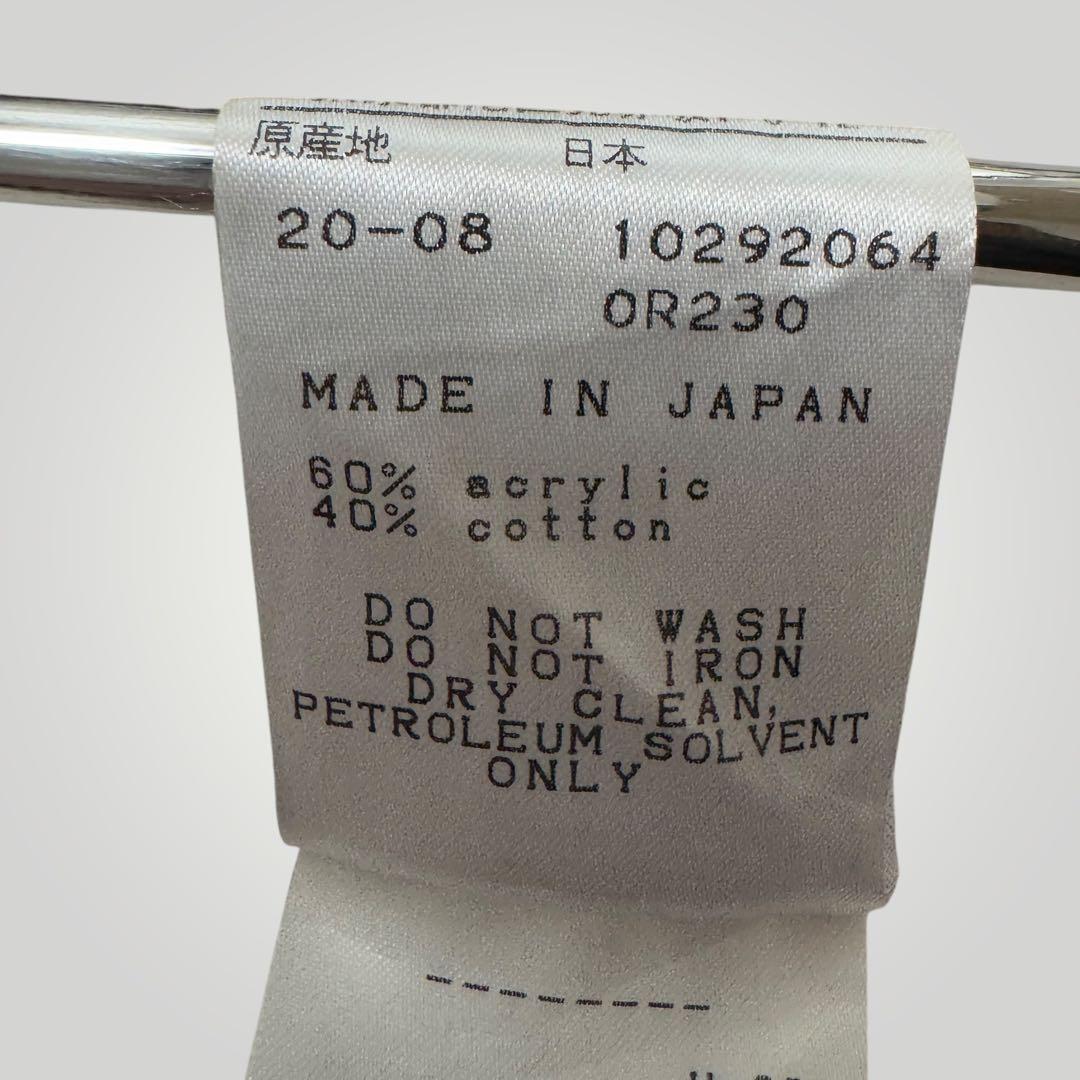 原産地 日本
20-08 10292064
OR230
MADE IN JAPAN
60% acrylic
40% cotton
DO NOT WASH
DO NOT IRON
DRY CLEAN,
PETROLEUM SOLVENT
ONLY
-------